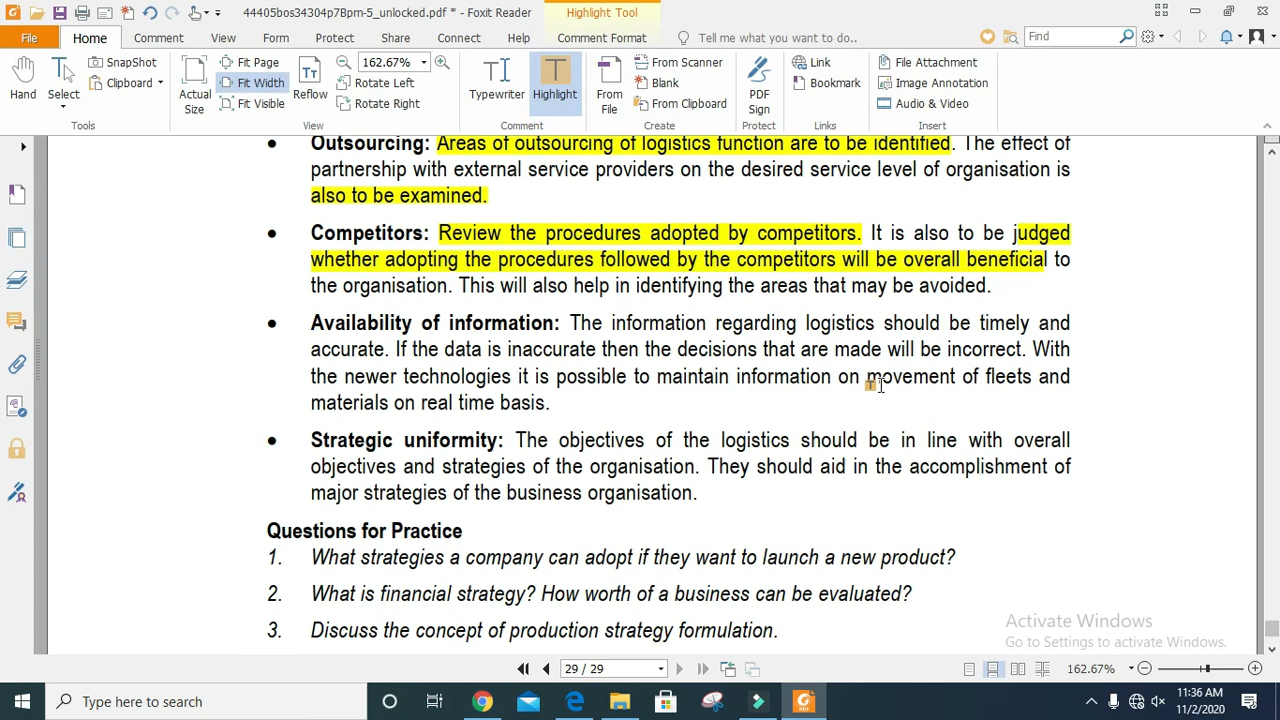 44405bos34304p7Bpm-5_unlocked.pdf * - Foxit Reader
Highlight Tool
File Home Comment View Form Protect Share Connect Help Comment Format Tell me what you want to do.. Find
Hand
Select
SnapShot
Clipboard
Tools
Actual Size
Fit Page
Fit Width
Fit Visible
Reflow
162.67%
Rotate Left
Rotate Right
View
Typewriter
Highlight
Comment
From File
From Scanner
Blank
From Clipboard
Create
PDF Sign
Protect
Link
Bookmark
Links
File Attachment
Image Annotation
Audio & Video
Insert
• Outsourcing: Areas of outsourcing of logistics function are to be identified. The effect of
partnership with external service providers on the desired service level of organisation is
also to be examined.
• Competitors: Review the procedures adopted by competitors. It is also to be judged
whether adopting the procedures followed by the competitors will be overall beneficial to
the organisation. This will also help in identifying the areas that may be avoided.
• Availability of information: The information regarding logistics should be timely and
accurate. If the data is inaccurate then the decisions that are made will be incorrect. With
the newer technologies it is possible to maintain information on movement of fleets and
materials on real time basis.
• Strategic uniformity: The objectives of the logistics should be in line with overall
objectives and strategies of the organisation. They should aid in the accomplishment of
major strategies of the business organisation.
Questions for Practice
1. What strategies a company can adopt if they want to launch a new product?
2. What is financial strategy? How worth of a business can be evaluated?
3. Discuss the concept of production strategy formulation.
Activate Windows
Go to Settings to activate Windows.
29 / 29
162.67%
Type here to search
11:36 AM
11/2/2020